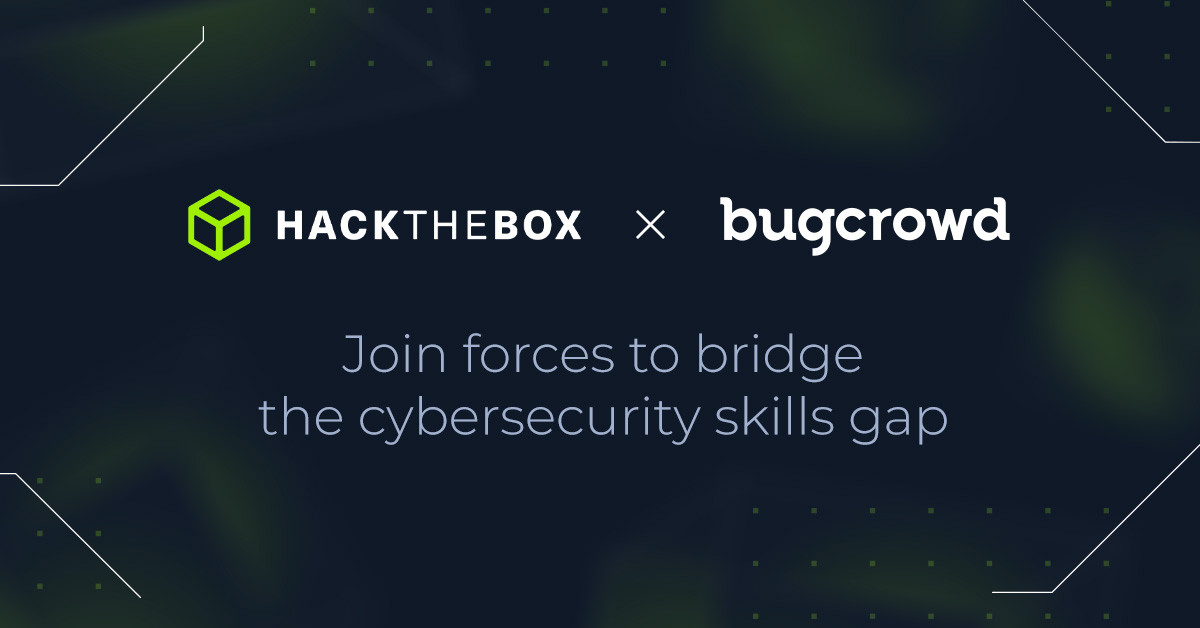 HACKTHEBOX × bugcrowd
Join forces to bridge
the cybersecurity skills gap